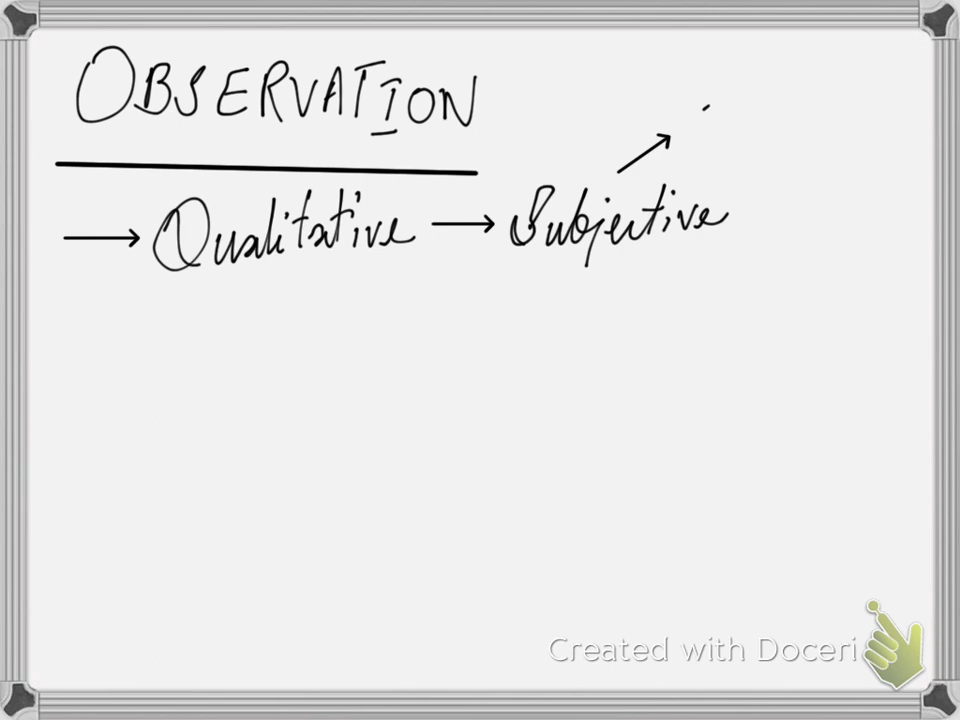 OBSERVATION
→ Qualitative → Subjective
Created with Doceri